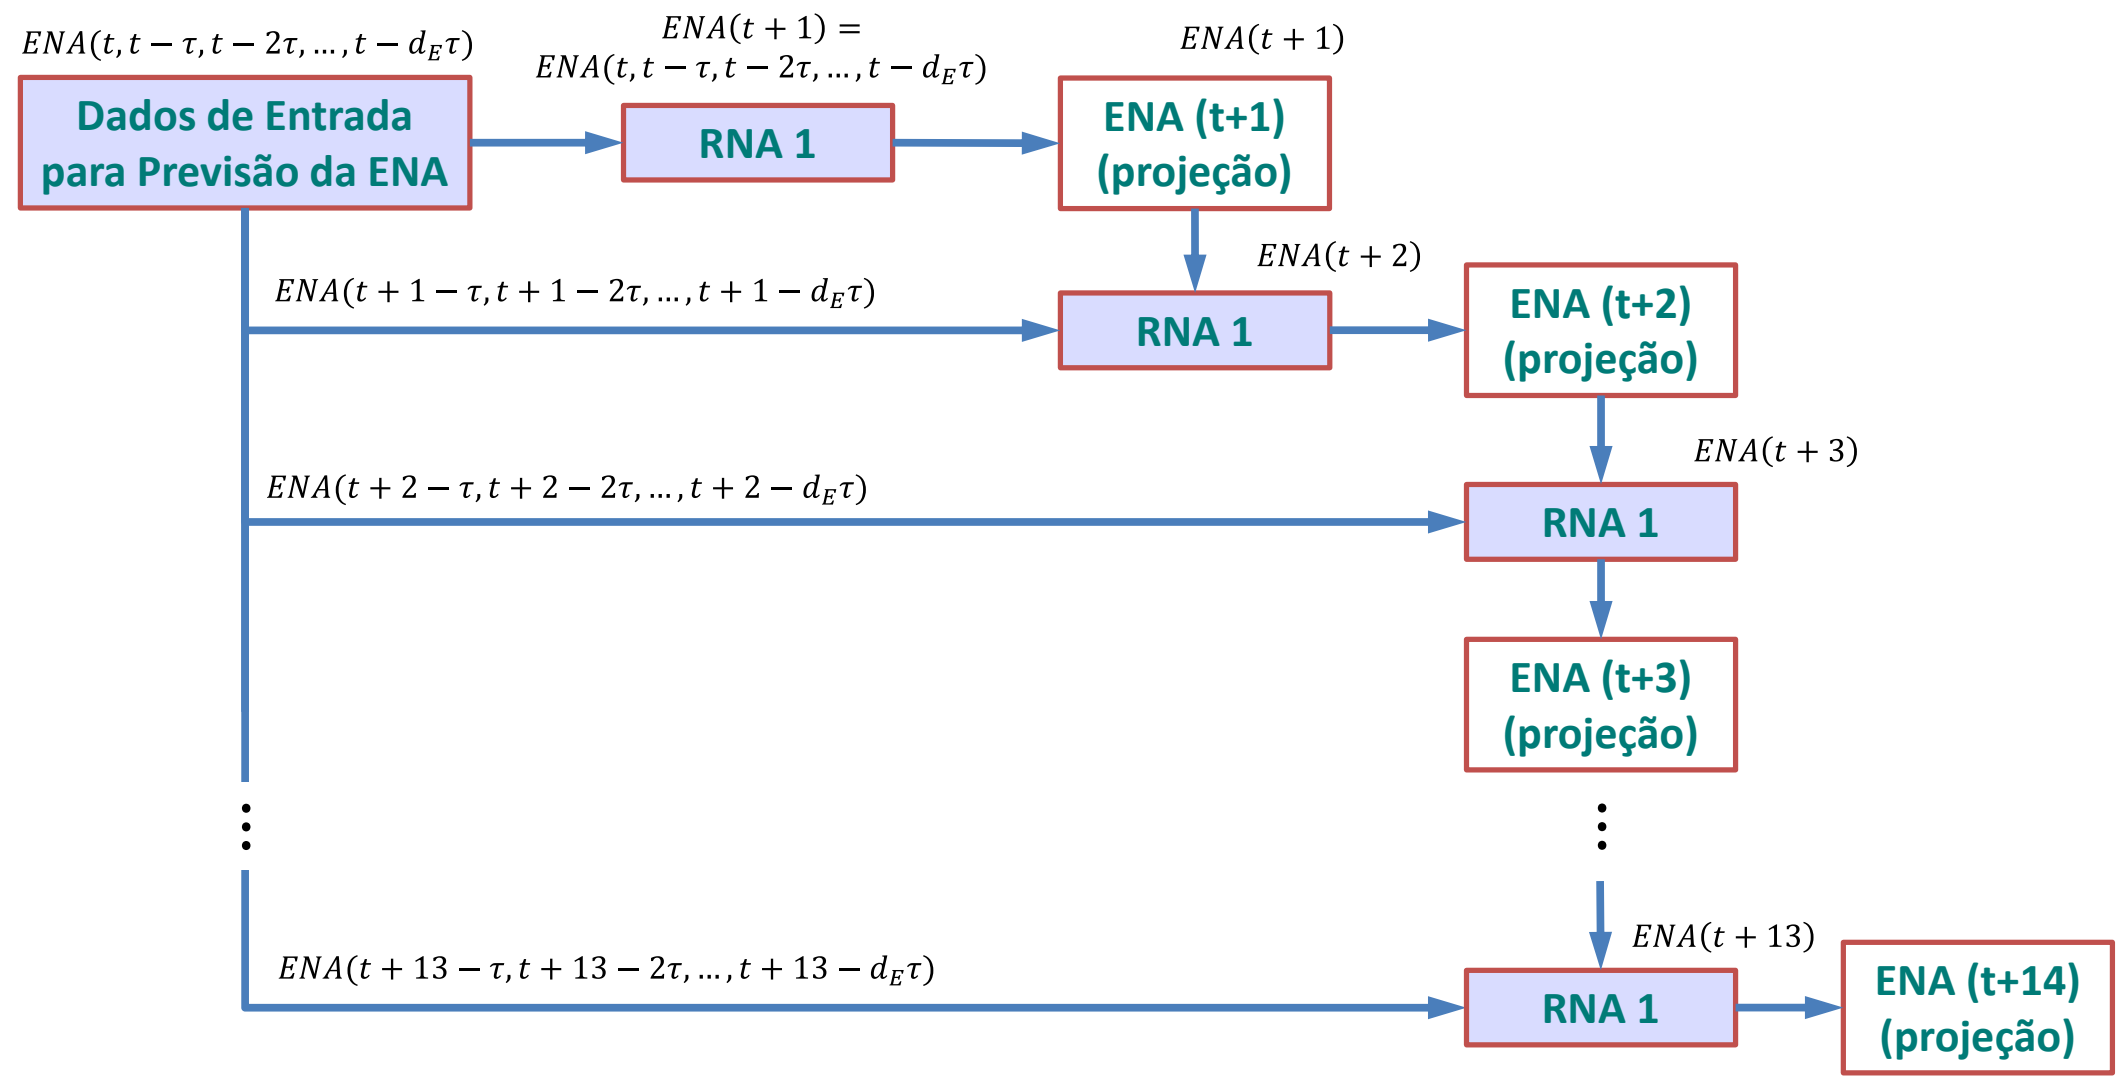 ENA(t, t − τ, t − 2τ, …, t − d_E τ)
Dados de Entrada
para Previsão da ENA
ENA(t + 1) =
ENA(t, t − τ, t − 2τ, …, t − d_E τ)
RNA 1
ENA(t + 1)
ENA (t+1)
(projeção)
ENA(t + 1 − τ, t + 1 − 2τ, …, t + 1 − d_E τ)
RNA 1
ENA(t + 2)
ENA (t+2)
(projeção)
ENA(t + 2 − τ, t + 2 − 2τ, …, t + 2 − d_E τ)
ENA(t + 3)
RNA 1
ENA (t+3)
(projeção)
⋮
⋮
ENA(t + 13 − τ, t + 13 − 2τ, …, t + 13 − d_E τ)
ENA(t + 13)
RNA 1
ENA (t+14)
(projeção)